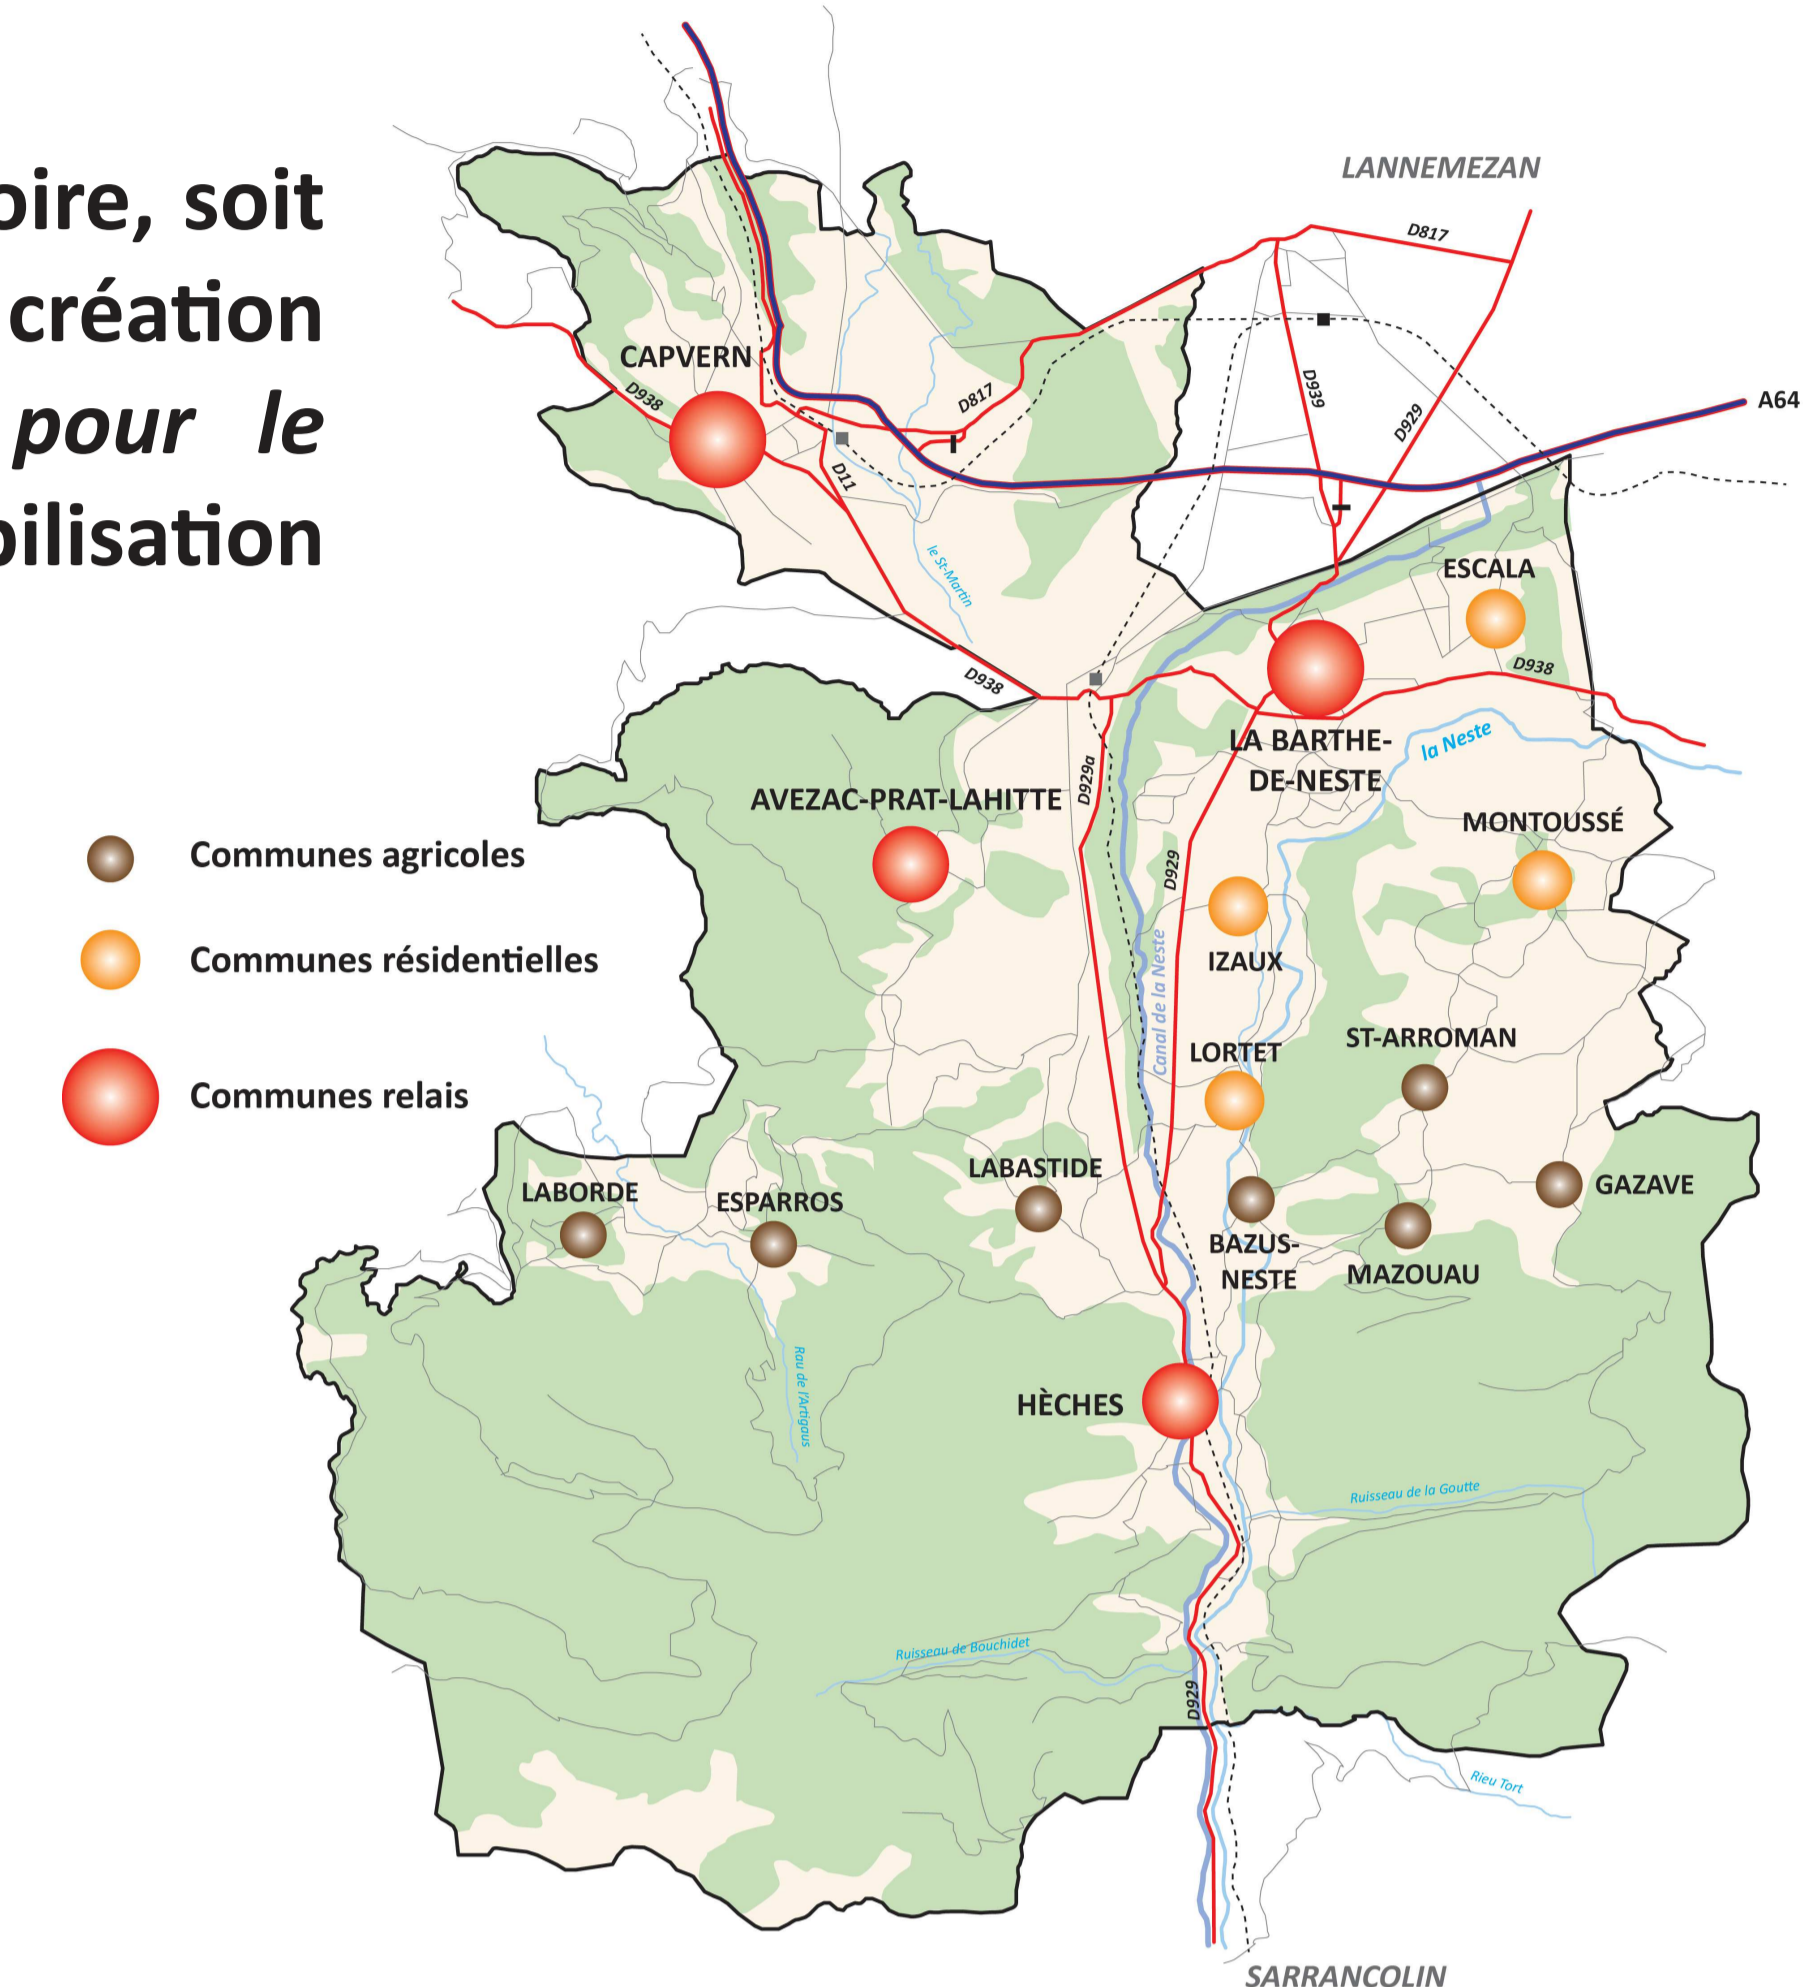 oire, soit
création
pour le
bilisation
LANNEMEZAN
D817
CAPVERN
D938
D817
D939
D929
A64
D11
le St-Martin
ESCALA
D938
D938
LA BARTHE-
DE-NESTE
la Neste
D929a
AVEZAC-PRAT-LAHITTE
MONTOUSSÉ
Communes agricoles
D929
Communes résidentielles
IZAUX
Canal de la Neste
ST-ARROMAN
LORTET
Communes relais
LABASTIDE
LABORDE
ESPARROS
GAZAVE
BAZUS-
NESTE
MAZOUAU
Rau de l'Artigaus
HÈCHES
Ruisseau de la Goutte
Ruisseau de Bouchidet
D929
Rieu Tort
SARRANCOLIN